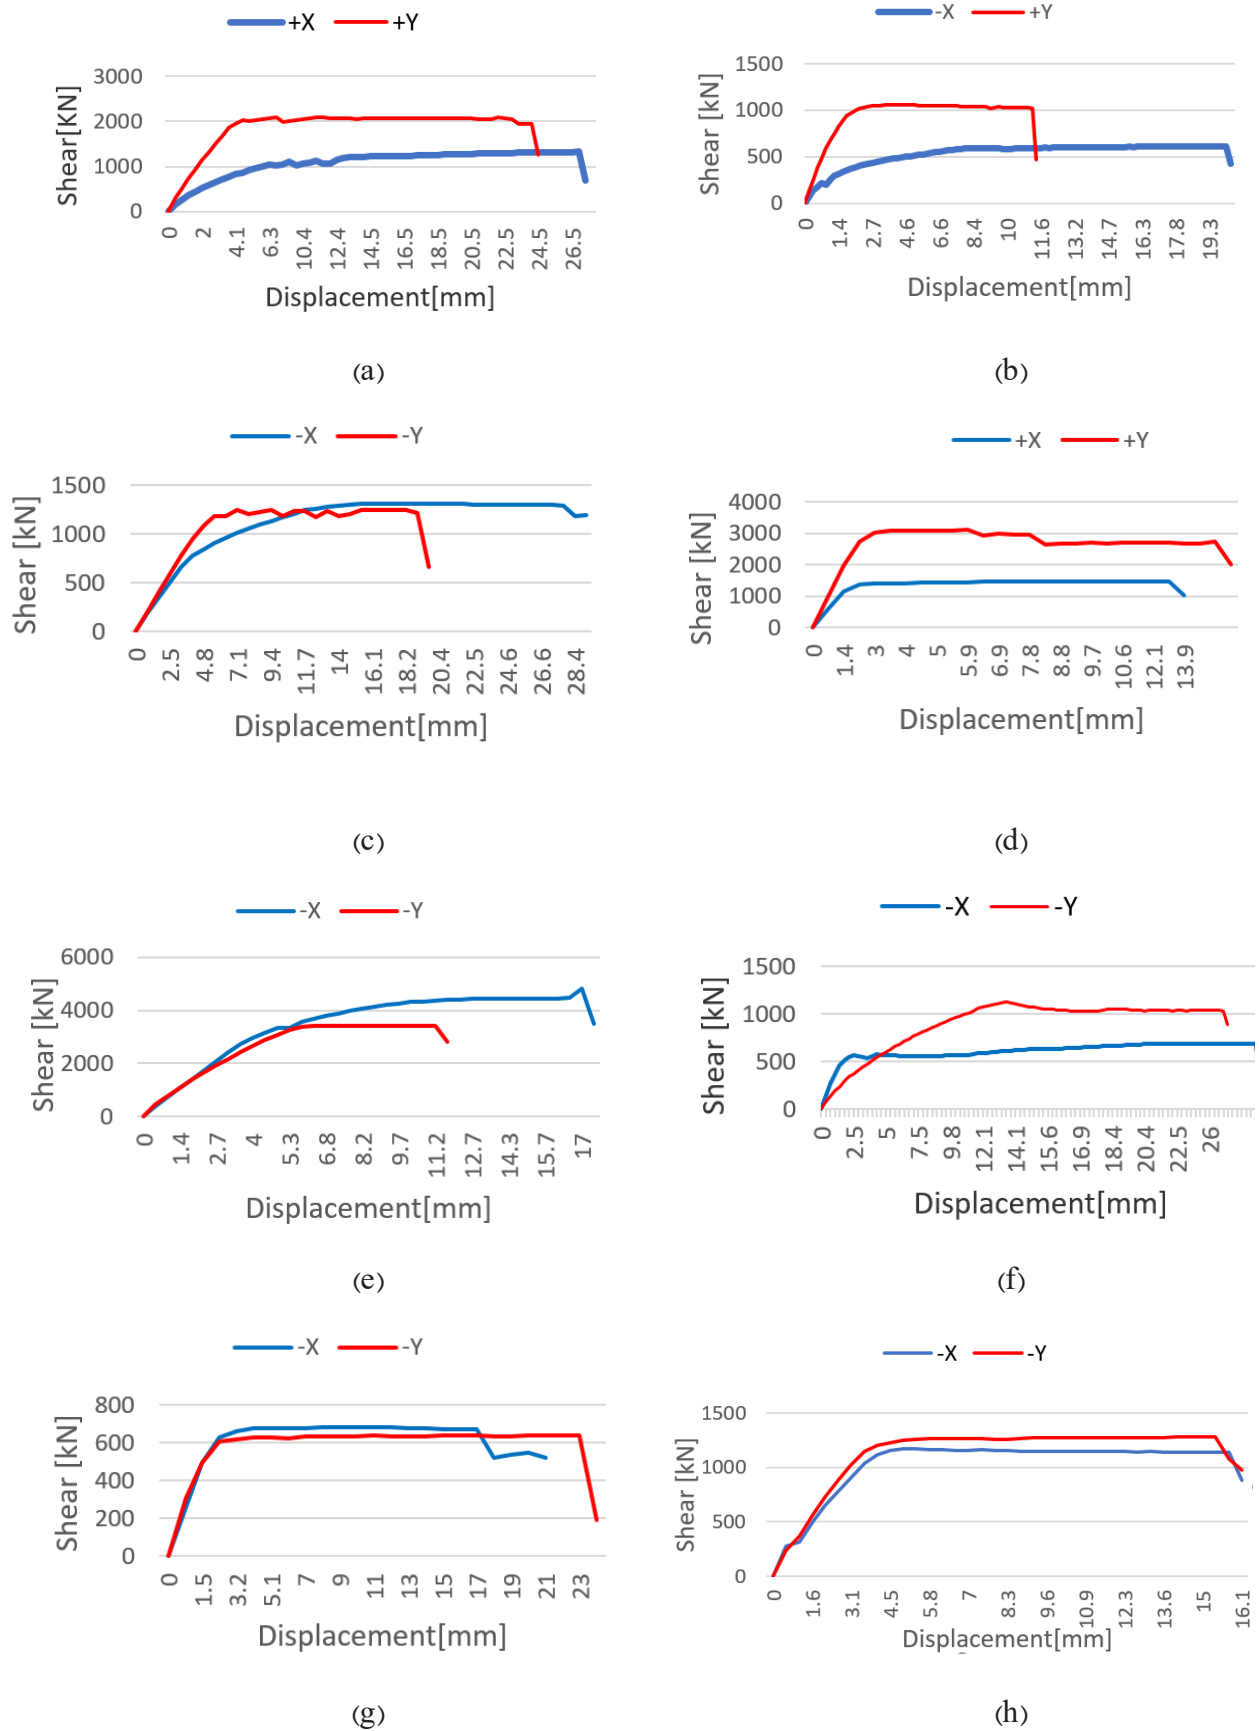 +X +Y
Shear[KN]
3000
2000
1000
0
0 2 4.1 6.3 10.4 12.4 14.5 16.5 18.5 20.5 22.5 24.5 26.5
Displacement[mm]
(a)
-X +Y
Shear [kN]
1500
1000
500
0
0 1.4 2.7 4.6 6.6 8.4 10 11.6 13.2 14.7 16.3 17.8 19.3
Displacement[mm]
(b)
-X -Y
Shear [kN]
1500
1000
500
0
0 2.5 4.8 7.1 9.4 11.7 14 16.1 18.2 20.4 22.5 24.6 26.6 28.4
Displacement[mm]
(c)
+X +Y
Shear [kN]
4000
3000
2000
1000
0
0 1.4 3 4 5 5.9 6.9 7.8 8.8 9.7 10.6 12.1 13.9
Displacement[mm]
(d)
-X -Y
Shear [kN]
6000
4000
2000
0
0 1.4 2.7 4 5.3 6.8 8.2 9.7 11.2 12.7 14.3 15.7 17
Displacement[mm]
(e)
-X -Y
Shear [kN]
1500
1000
500
0
0 2.5 5 7.5 9.8 12.1 14.1 15.6 16.9 18.4 20.4 22.5 26
Displacement[mm]
(f)
-X -Y
Shear [kN]
800
600
400
200
0
0 1.5 3.2 5.1 7 9 11 13 15 17 19 21 23
Displacement[mm]
(g)
-X -Y
Shear [kN]
1500
1000
500
0
0 1.6 3.1 4.5 5.8 7 8.3 9.6 10.9 12.3 13.6 15 16.1
Displacement[mm]
(h)